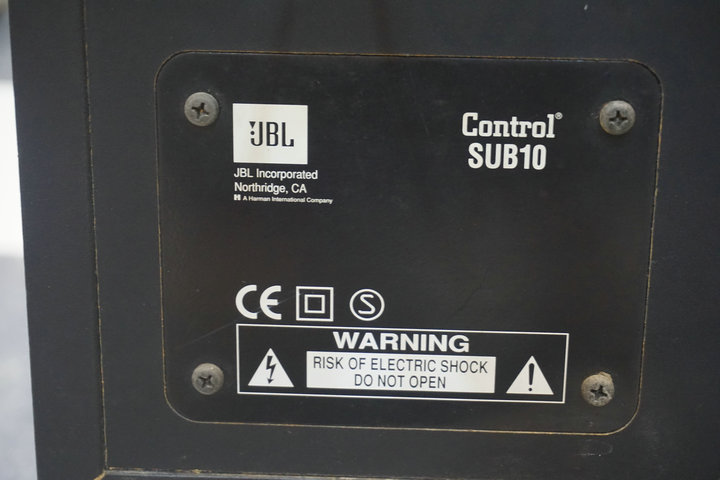 JBL
JBL Incorporated
Northridge, CA
H A Harman International Company
Control®
SUB10
CE S
WARNING
RISK OF ELECTRIC SHOCK
DO NOT OPEN